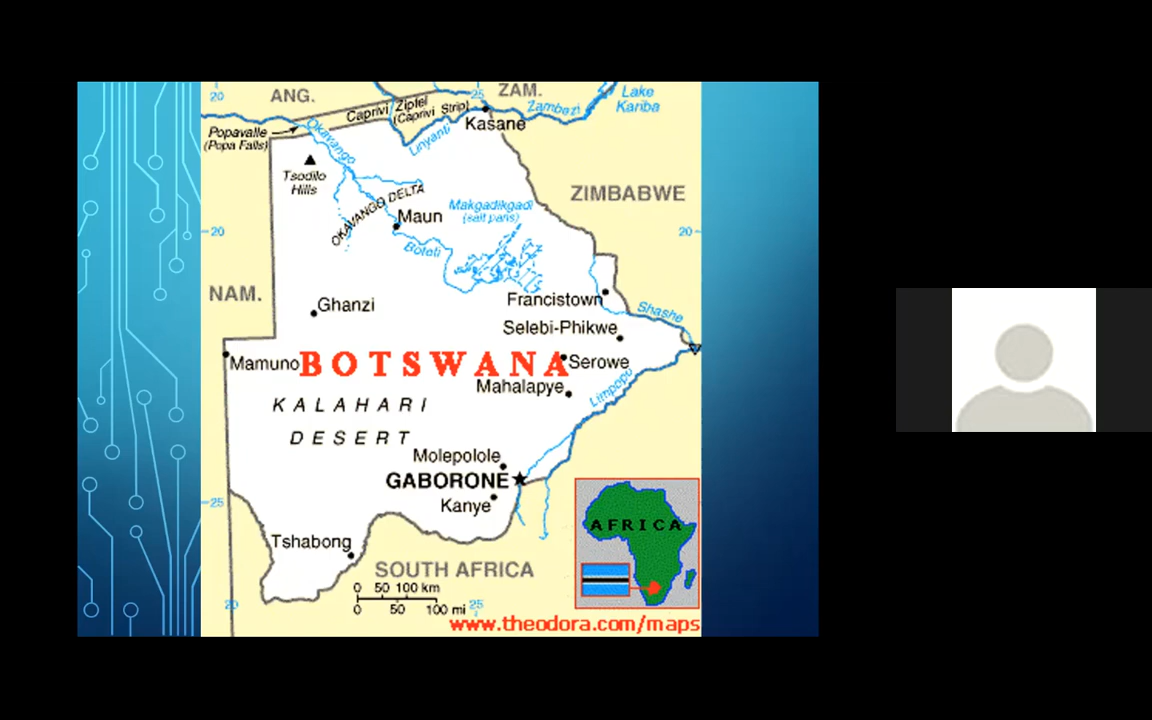 20
ANG.
25
ZAM.
Lake
Kariba
Caprivi Zipfel
(Caprivi Strip)
Zambezi
Popavalle
(Popa Falls)
Okavango
Linyanti
Kasane
Tsodilo
Hills
OKAVANGO DELTA
Makgadikgadi
(salt pans)
ZIMBABWE
Maun
20
20
Boteti
NAM.
Ghanzi
Francistown
Shashe
Selebi-Phikwe
Mamuno
BOTSWANA
Serowe
Mahalapye
Limpopo
KALAHARI
DESERT
Molepolole
GABORONE
25
Kanye
AFRICA
Tshabong
SOUTH AFRICA
0 50 100 km
0 50 100 mi
20
25
www.theodora.com/maps